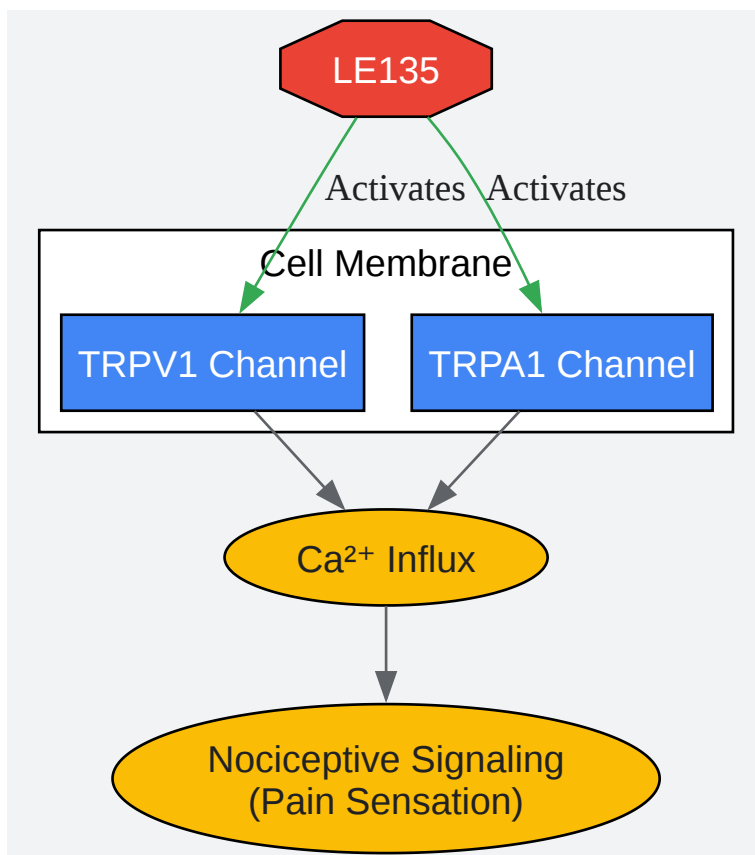 LE135
Activates
Activates
Cell Membrane
TRPV1 Channel
TRPA1 Channel
Ca²⁺ Influx
Nociceptive Signaling
(Pain Sensation)